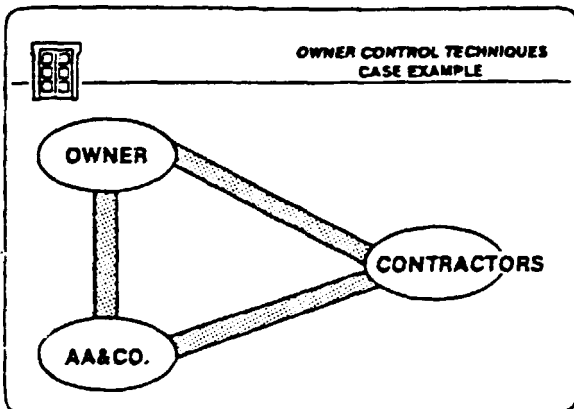 OWNER CONTROL TECHNIQUES
CASE EXAMPLE
OWNER
CONTRACTORS
AA&CO.